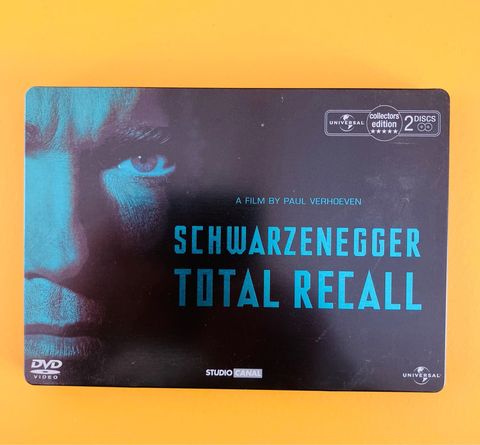 UNIVERSAL
collectors edition
★★★★★
2 DISCS
A FILM BY PAUL VERHOEVEN
SCHWARZENEGGER
TOTAL RECALL
DVD
VIDEO
STUDIO CANAL
UNIVERSAL